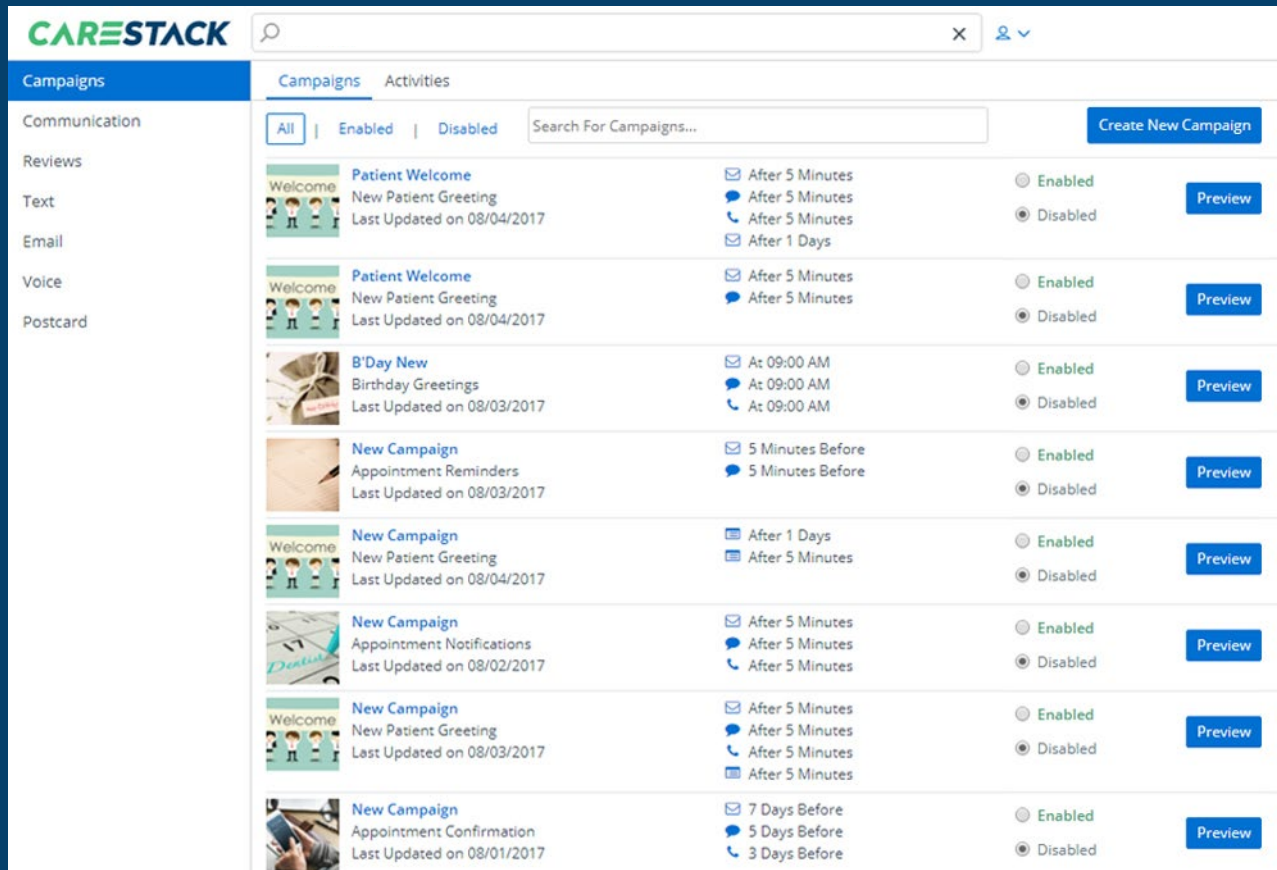 CARESTACK
Campaigns
Communication
Reviews
Text
Email
Voice
Postcard
Campaigns Activities
All | Enabled | Disabled Search For Campaigns... Create New Campaign
Welcome
Patient Welcome
New Patient Greeting
Last Updated on 08/04/2017
After 5 Minutes
After 5 Minutes
After 5 Minutes
After 1 Days
Enabled
Disabled
Preview
Welcome
Patient Welcome
New Patient Greeting
Last Updated on 08/04/2017
After 5 Minutes
After 5 Minutes
Enabled
Disabled
Preview
B'Day New
Birthday Greetings
Last Updated on 08/03/2017
At 09:00 AM
At 09:00 AM
At 09:00 AM
Enabled
Disabled
Preview
New Campaign
Appointment Reminders
Last Updated on 08/03/2017
5 Minutes Before
5 Minutes Before
Enabled
Disabled
Preview
Welcome
New Campaign
New Patient Greeting
Last Updated on 08/04/2017
After 1 Days
After 5 Minutes
Enabled
Disabled
Preview
17
Dentist
New Campaign
Appointment Notifications
Last Updated on 08/02/2017
After 5 Minutes
After 5 Minutes
After 5 Minutes
Enabled
Disabled
Preview
Welcome
New Campaign
New Patient Greeting
Last Updated on 08/03/2017
After 5 Minutes
After 5 Minutes
After 5 Minutes
After 5 Minutes
Enabled
Disabled
Preview
New Campaign
Appointment Confirmation
Last Updated on 08/01/2017
7 Days Before
5 Days Before
3 Days Before
Enabled
Disabled
Preview